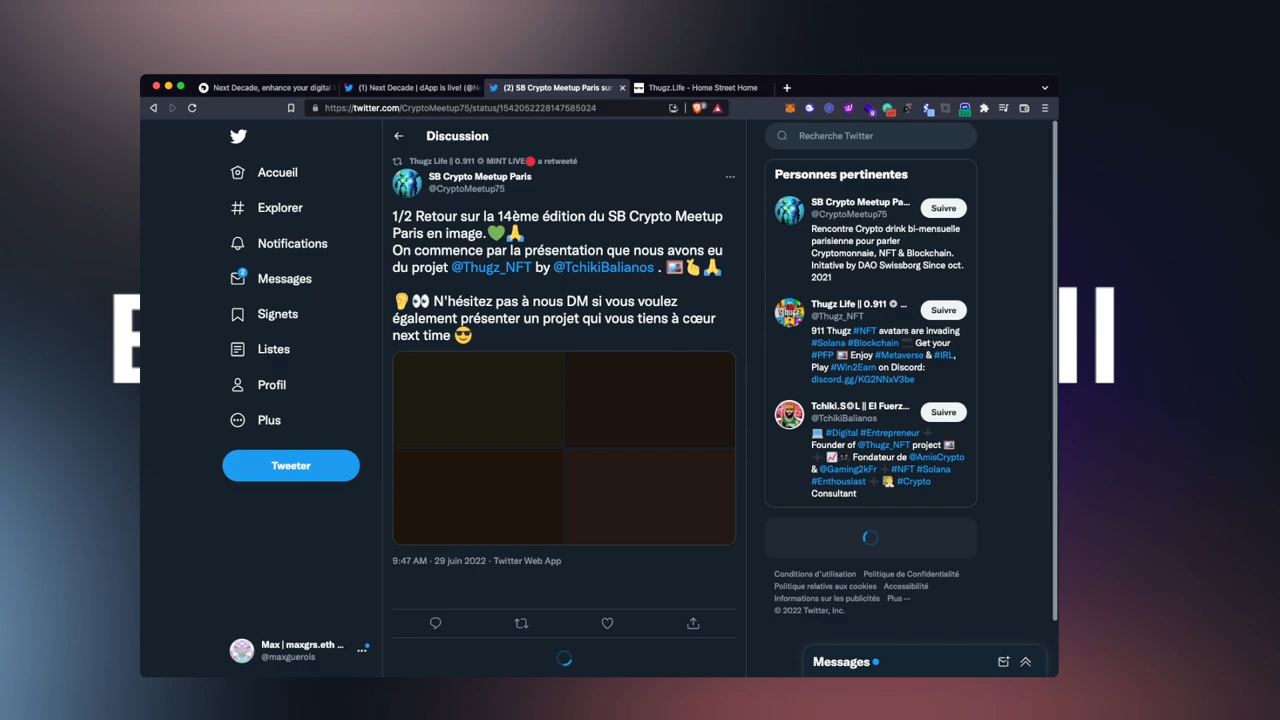 Next Decade, enhance your digital
(1) Next Decade | dApp is live! (@Ne
(2) SB Crypto Meetup Paris sur
Thugz.Life - Home Street Home
https://twitter.com/CryptoMeetup75/status/1542052228147585024
Accueil
Explorer
Notifications
2
Messages
Signets
Listes
Profil
Plus
Tweeter
Max | maxgrs.eth ...
@maxguerois
Discussion
Thugz Life || 0.911 ◎ MINT LIVE🔴 a retweeté
SB Crypto Meetup Paris
@CryptoMeetup75
1/2 Retour sur la 14ème édition du SB Crypto Meetup
Paris en image.💚🙏
On commence par la présentation que nous avons eu
du projet @Thugz_NFT by @TchikiBalianos . 🖼️🫰🙏
🦻👀 N'hésitez pas à nous DM si vous voulez
également présenter un projet qui vous tiens à cœur
next time 😎
9:47 AM · 29 juin 2022 · Twitter Web App
Recherche Twitter
Personnes pertinentes
SB Crypto Meetup Pa...
@CryptoMeetup75
Suivre
Rencontre Crypto drink bi-mensuelle
parisienne pour parler
Cryptomonnaie, NFT & Blockchain.
Initative by DAO Swissborg Since oct.
2021
Thugz Life || 0.911 ◎ ...
@Thugz_NFT
Suivre
911 Thugz #NFT avatars are invading
#Solana #Blockchain Get your
#PFP 🖼️ Enjoy #Metaverse & #IRL,
Play #Win2Earn on Discord:
discord.gg/KG2NNxV3be
Tchiki.S◎L || El Fuerz...
@TchikiBalianos
Suivre
💻 #Digital #Entrepreneur ➕
Founder of @Thugz_NFT project 🖼️
➕ 📈 Fondateur de @AmisCrypto
& @Gaming2kFr ➕#NFT #Solana
#Enthousiast ➕ #Crypto
Consultant
Conditions d'utilisation Politique de Confidentialité
Politique relative aux cookies Accessibilité
Informations sur les publicités Plus ···
© 2022 Twitter, Inc.
Messages